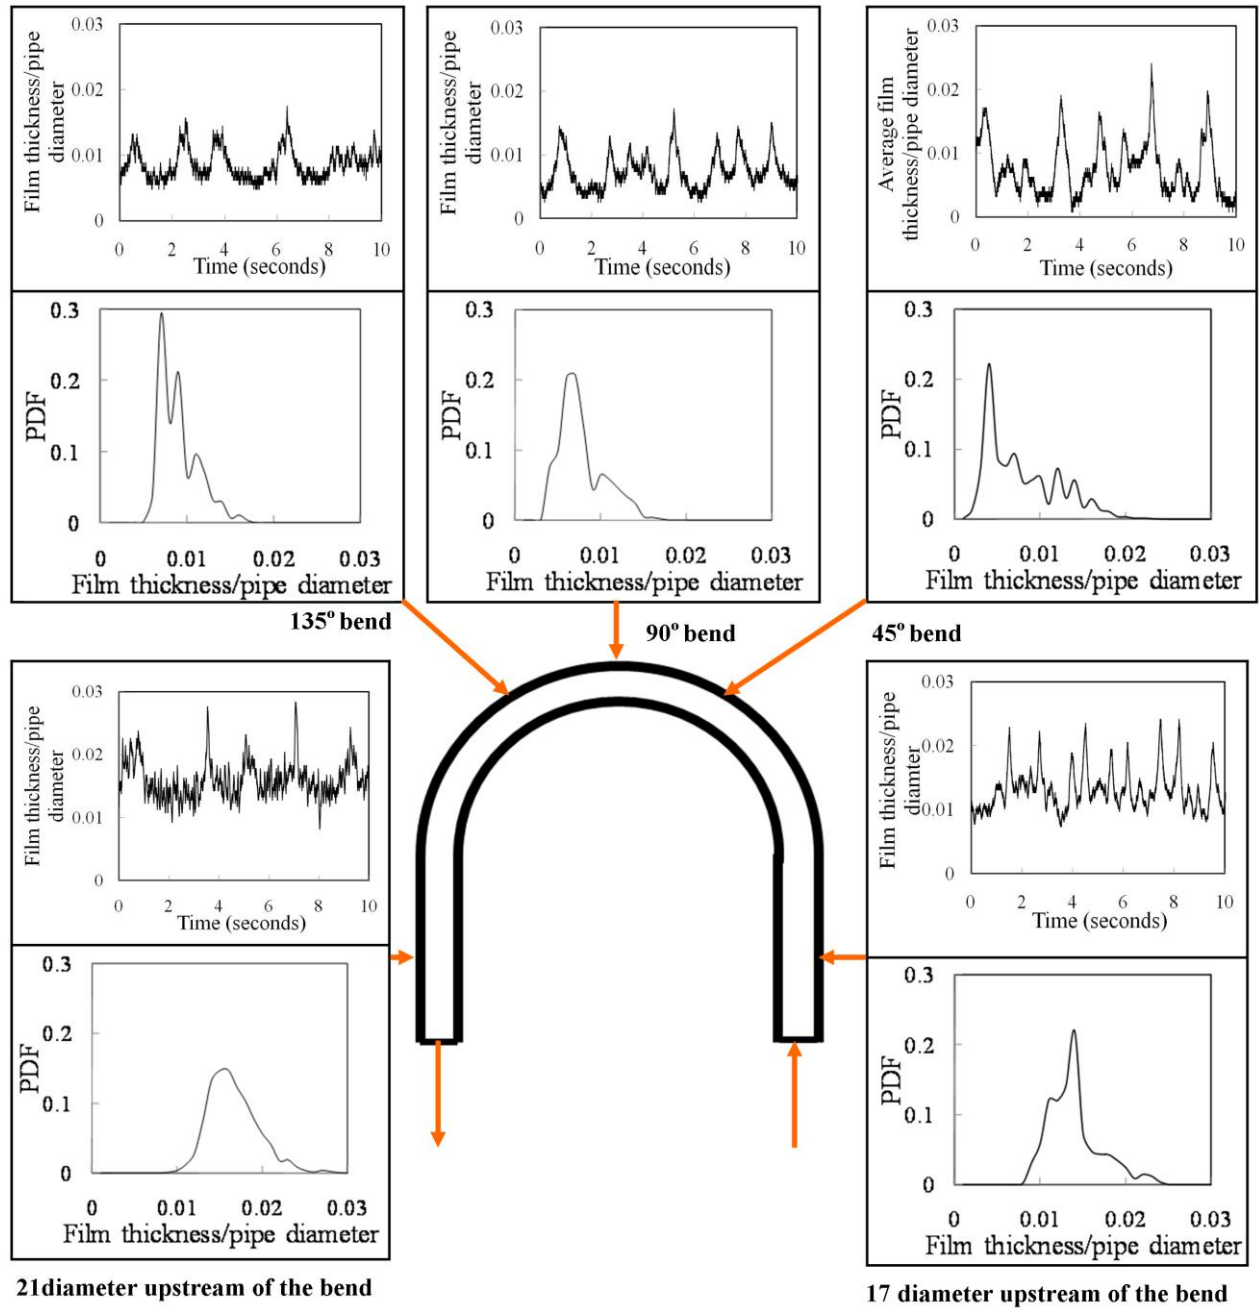 Film thickness/pipe
diameter
0.03
0.02
0.01
0
0 2 4 6 8 10
Time (seconds)
0.3
0.2
0.1
0
PDF
0 0.01 0.02 0.03
Film thickness/pipe diameter
135º bend
Film thickness/pipe
diameter
0.03
0.02
0.01
0
0 2 4 6 8 10
Time (seconds)
0.3
0.2
0.1
0
PDF
0 0.01 0.02 0.03
Film thickness/pipe diameter
90º bend
Average film
thickness/pipe diameter
0.03
0.02
0.01
0
0 2 4 6 8 10
Time (seconds)
0.3
0.2
0.1
0
PDF
0 0.01 0.02 0.03
Film thickness/pipe diameter
45º bend
Film thickness/pipe
diameter
0.03
0.02
0.01
0
0 2 4 6 8 10
Time (seconds)
0.3
0.2
0.1
0
PDF
0 0.01 0.02 0.03
Film thickness/pipe diameter
21diameter upstream of the bend
Film thickness/pipe
diameter
0.03
0.02
0.01
0
0 2 4 6 8 10
Time (seconds)
0.3
0.2
0.1
0
PDF
0 0.01 0.02 0.03
Film thickness/pipe diameter
17 diameter upstream of the bend